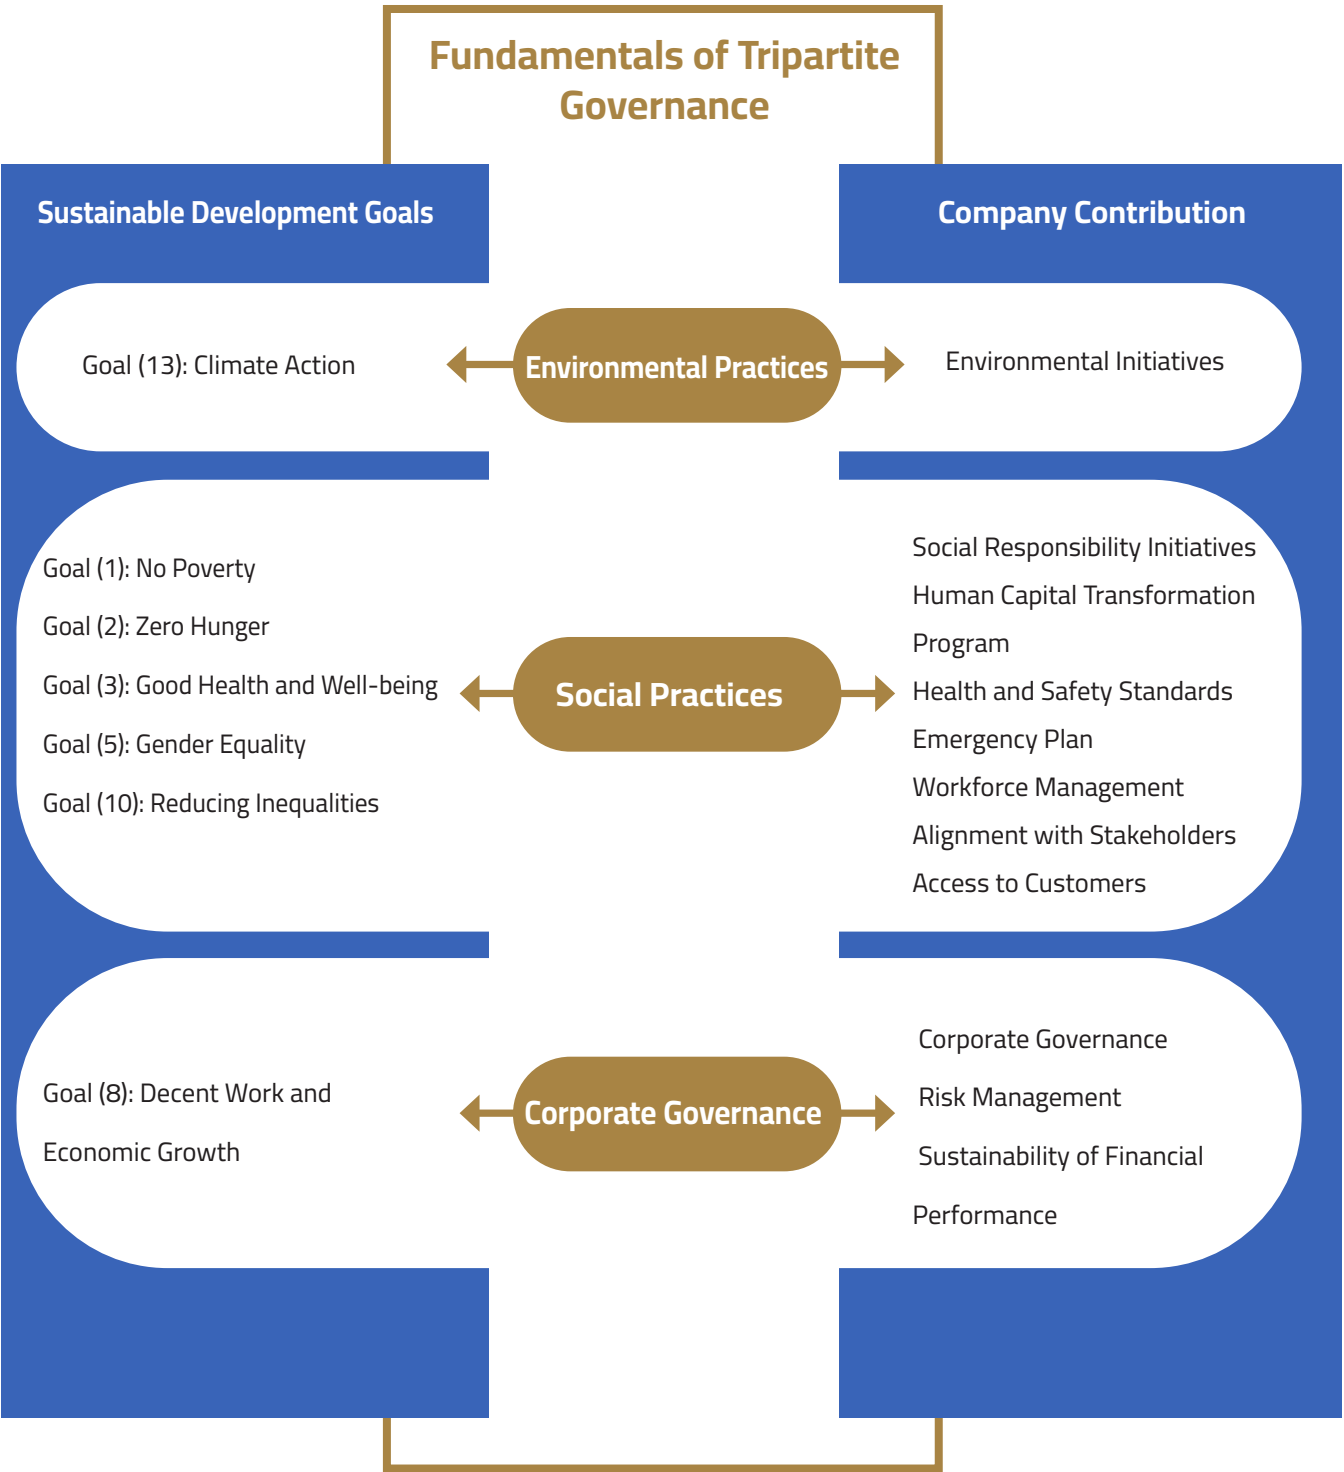 Fundamentals of Tripartite
Governance
Sustainable Development Goals
Company Contribution
Goal (13): Climate Action
Environmental Practices
Environmental Initiatives
Goal (1): No Poverty
Goal (2): Zero Hunger
Goal (3): Good Health and Well-being
Goal (5): Gender Equality
Goal (10): Reducing Inequalities
Social Practices
Social Responsibility Initiatives
Human Capital Transformation
Program
Health and Safety Standards
Emergency Plan
Workforce Management
Alignment with Stakeholders
Access to Customers
Goal (8): Decent Work and
Economic Growth
Corporate Governance
Corporate Governance
Risk Management
Sustainability of Financial
Performance